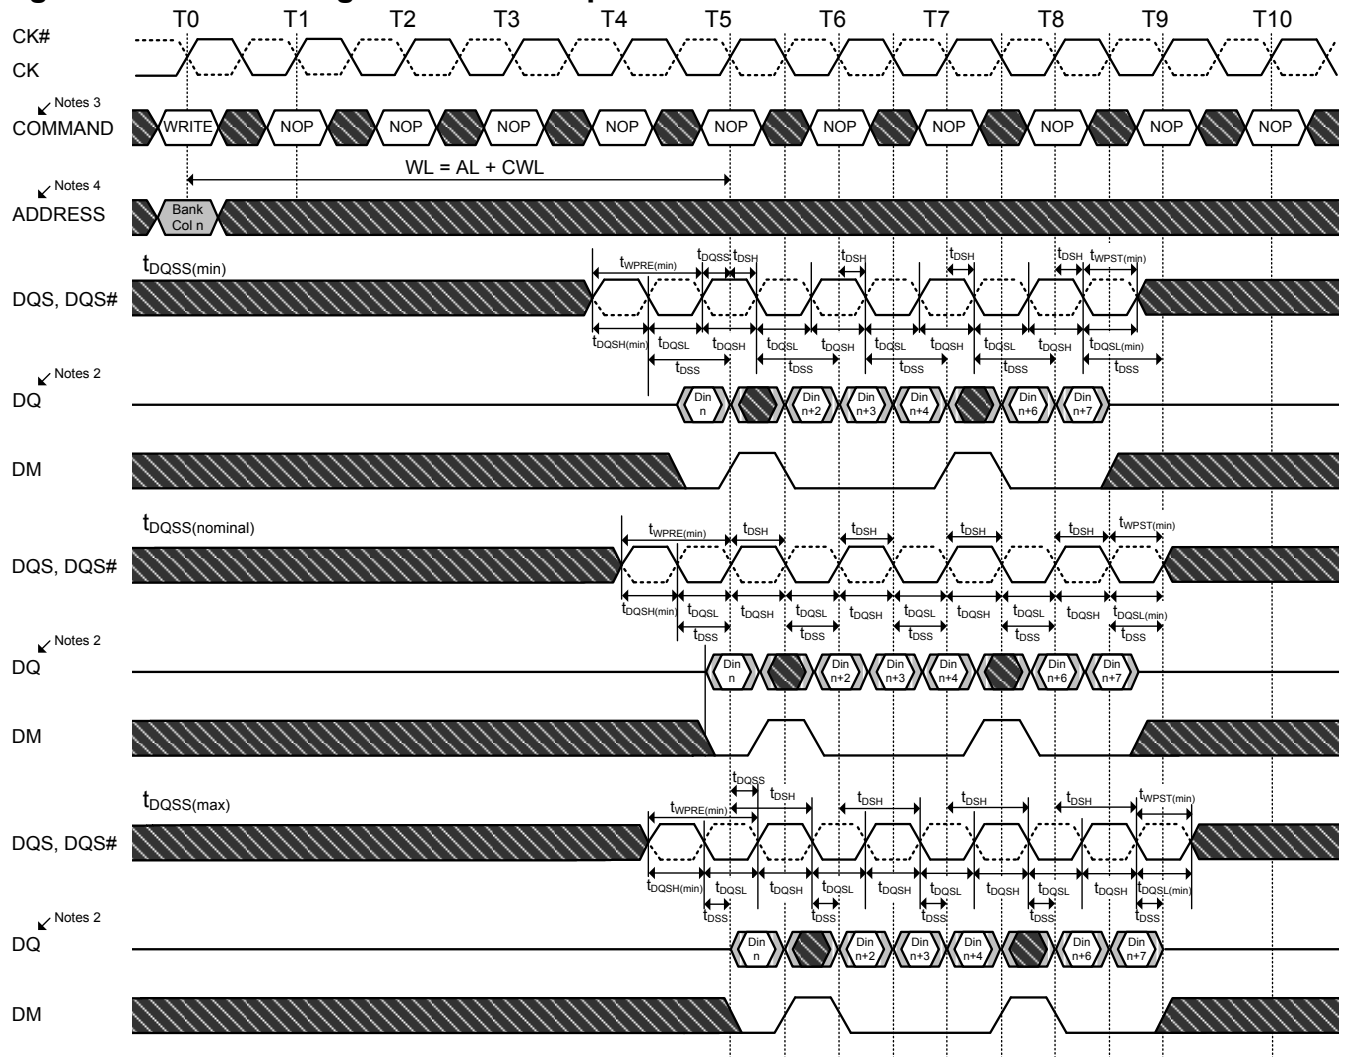 T0 T1 T2 T3 T4 T5 T6 T7 T8 T9 T10
CK#
CK
Notes 3
COMMAND WRITE NOP NOP NOP NOP NOP NOP NOP NOP NOP NOP
WL = AL + CWL
Notes 4
ADDRESS
Bank
Col n
tDQSS(min)
tWPRE(min) tDQSS tDSH tDSH tDSH tDSH tWPST(min)
DQS, DQS#
tDQSH(min) tDQSL tDQSH tDQSL tDQSH tDQSL tDQSH tDQSL tDQSH tDQSL(min)
tDSS tDSS tDSS tDSS tDSS
Notes 2
DQ
Din n Din n+2 Din n+3 Din n+4 Din n+6 Din n+7
DM
tDQSS(nominal)
tWPRE(min) tDSH tDSH tDSH tDSH tWPST(min)
DQS, DQS#
tDQSH(min) tDQSL tDQSH tDQSL tDQSH tDQSL tDQSH tDQSL tDQSH tDQSL(min)
tDSS tDSS tDSS tDSS tDSS
Notes 2
DQ
Din n Din n+2 Din n+3 Din n+4 Din n+6 Din n+7
DM
tDQSS
tDQSS(max)
tWPRE(min) tDSH tDSH tDSH tDSH tWPST(min)
DQS, DQS#
tDQSH(min) tDQSL tDQSH tDQSL tDQSH tDQSL tDQSH tDQSL tDQSH tDQSL(min)
tDSS tDSS tDSS tDSS tDSS
Notes 2
DQ
Din n Din n+2 Din n+3 Din n+4 Din n+6 Din n+7
DM